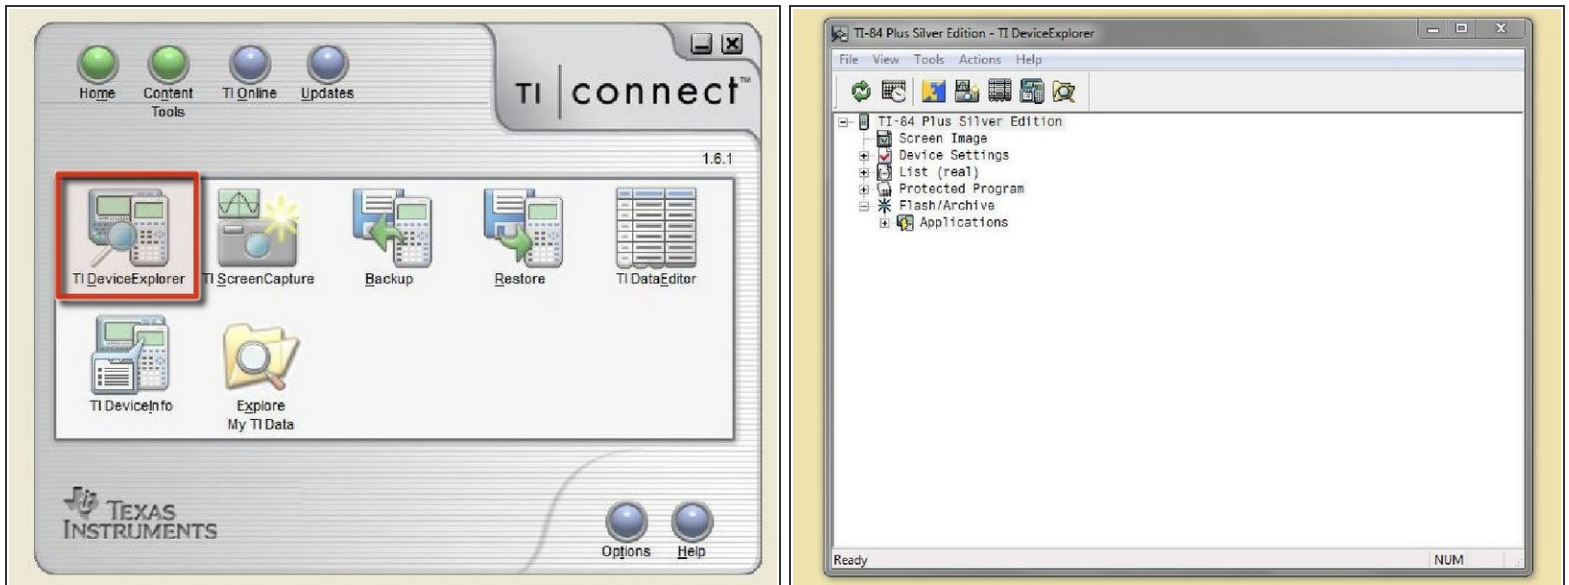 Home
Content
Tools
TI Online
Updates
TI connect™
1.6.1
TI DeviceExplorer
TI ScreenCapture
Backup
Restore
TI DataEditor
TI DeviceInfo
Explore
My TI Data
TEXAS
INSTRUMENTS
Options
Help
TI-84 Plus Silver Edition - TI DeviceExplorer
File View Tools Actions Help
TI-84 Plus Silver Edition
Screen Image
Device Settings
List (real)
Protected Program
Flash/Archive
Applications
Ready
NUM